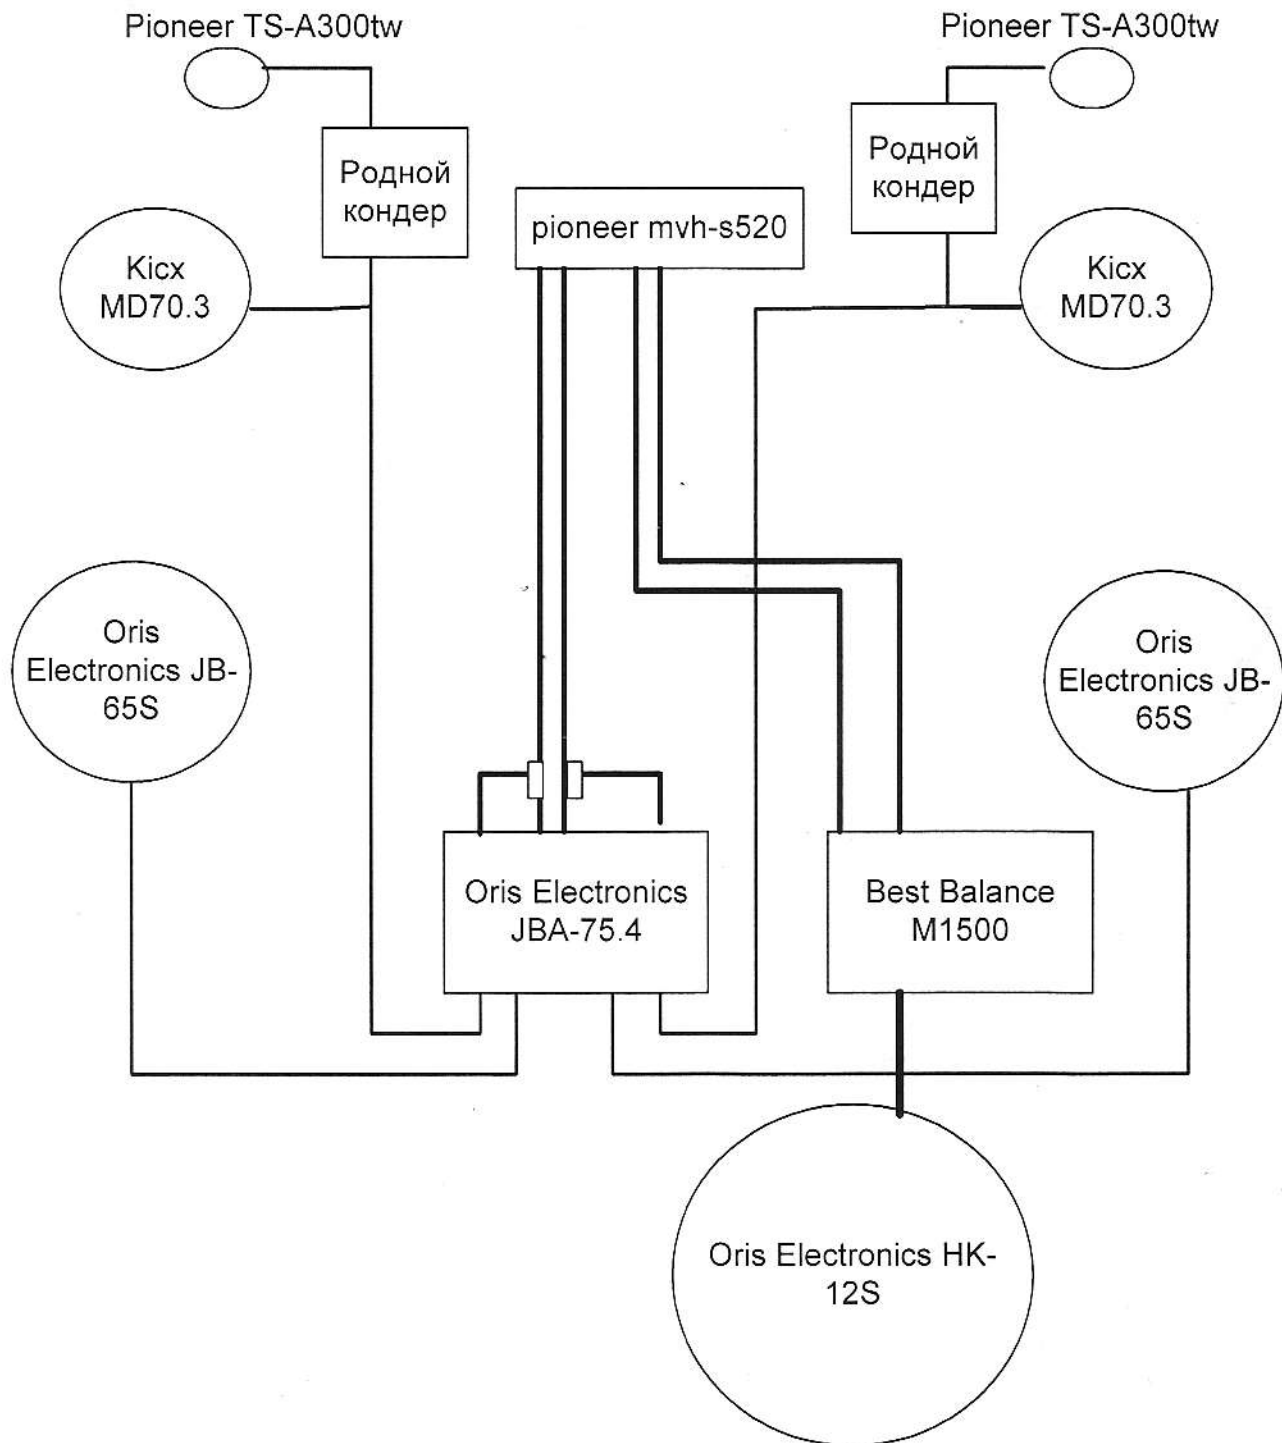 Pioneer TS-A300tw
Pioneer TS-A300tw
Родной
кондер
Родной
кондер
pioneer mvh-s520
Kicx
MD70.3
Kicx
MD70.3
Oris
Electronics JB-
65S
Oris
Electronics JB-
65S
Oris Electronics
JBA-75.4
Best Balance
M1500
Oris Electronics HK-
12S